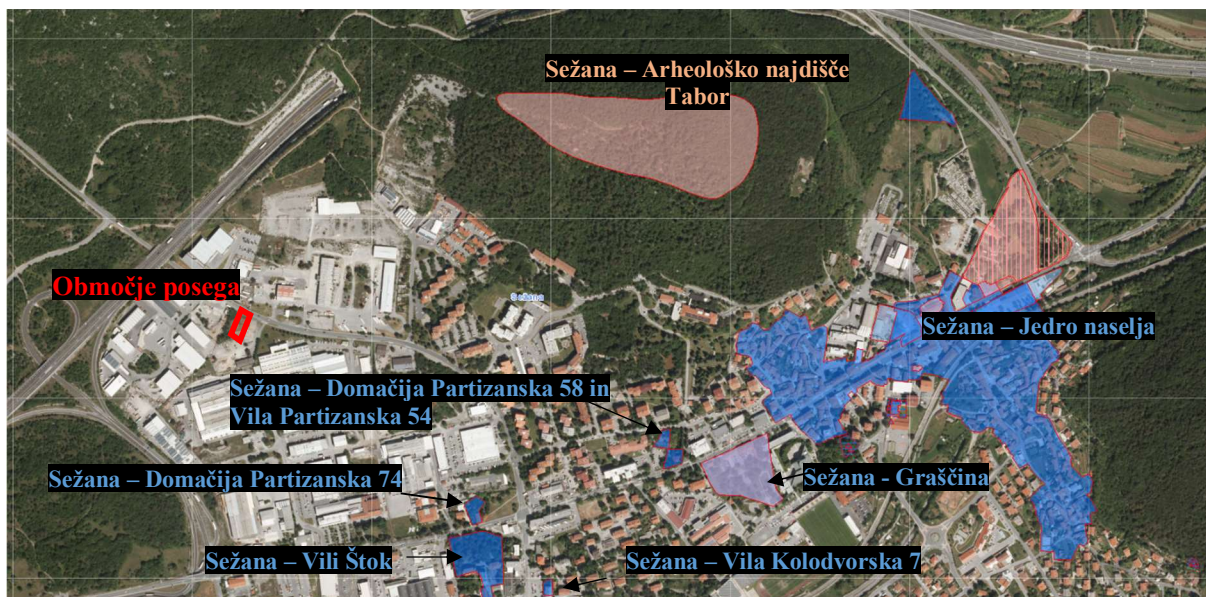 Sežana – Arheološko najdišče
Tabor
Območje posega
Sežana
Sežana – Jedro naselja
Sežana – Domačija Partizanska 58 in
Vila Partizanska 54
Sežana – Domačija Partizanska 74
Sežana - Graščina
Sežana – Vili Štok
Sežana – Vila Kolodvorska 7